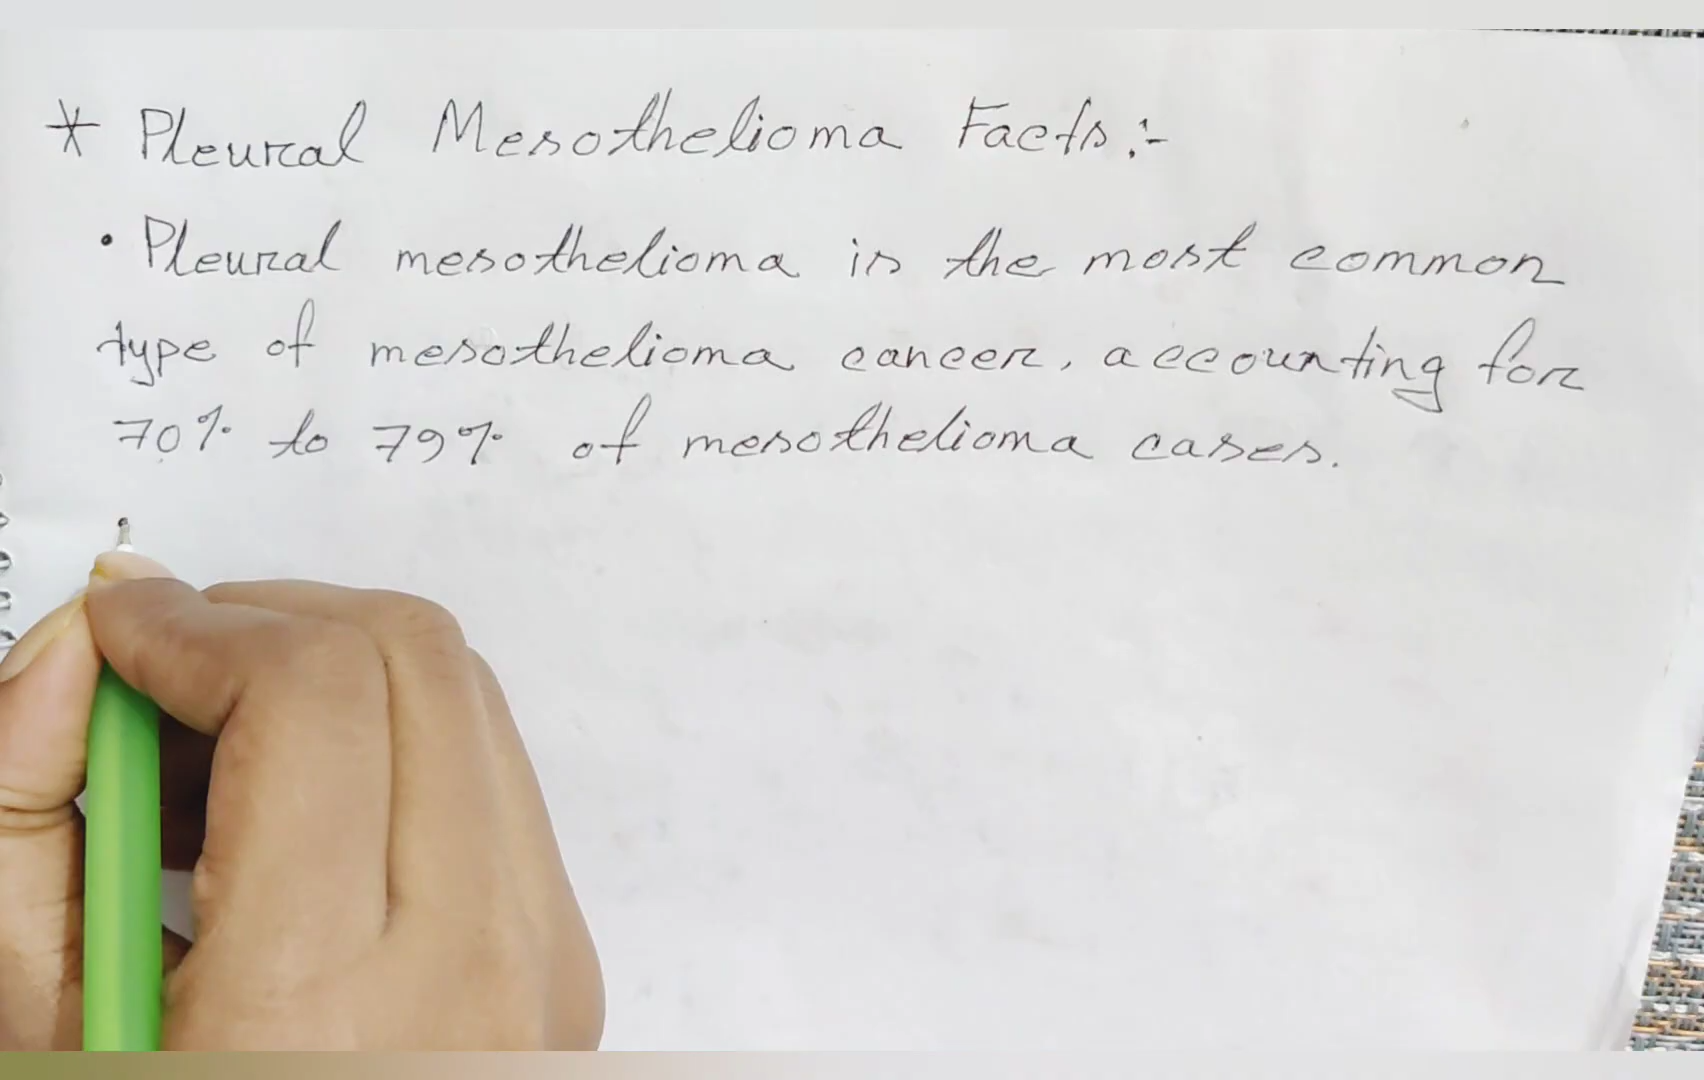 * Pleural Mesothelioma Facts:-
• Pleural mesothelioma is the most common
type of mesothelioma cancer, accounting for
70% to 79% of mesothelioma cases.
•